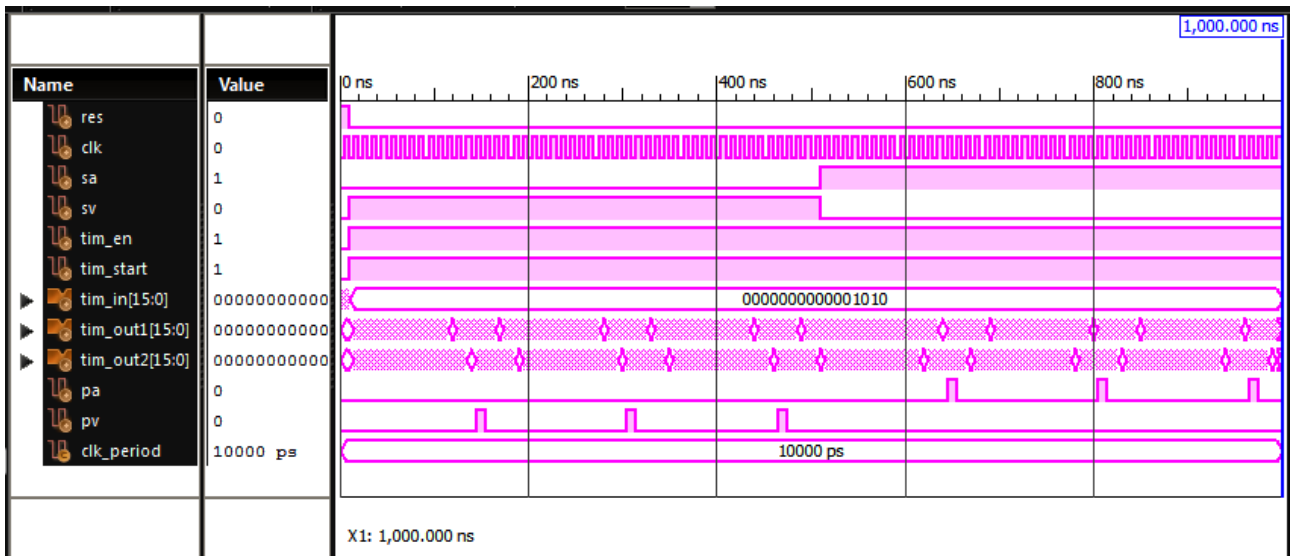 1,000.000 ns
Name Value 0 ns 200 ns 400 ns 600 ns 800 ns
res 0
clk 0
sa 1
sv 0
tim_en 1
tim_start 1
tim_in[15:0] 00000000000 0000000000001010
tim_out1[15:0] 00000000000
tim_out2[15:0] 00000000000
pa 0
pv 0
clk_period 10000 ps 10000 ps
X1: 1,000.000 ns